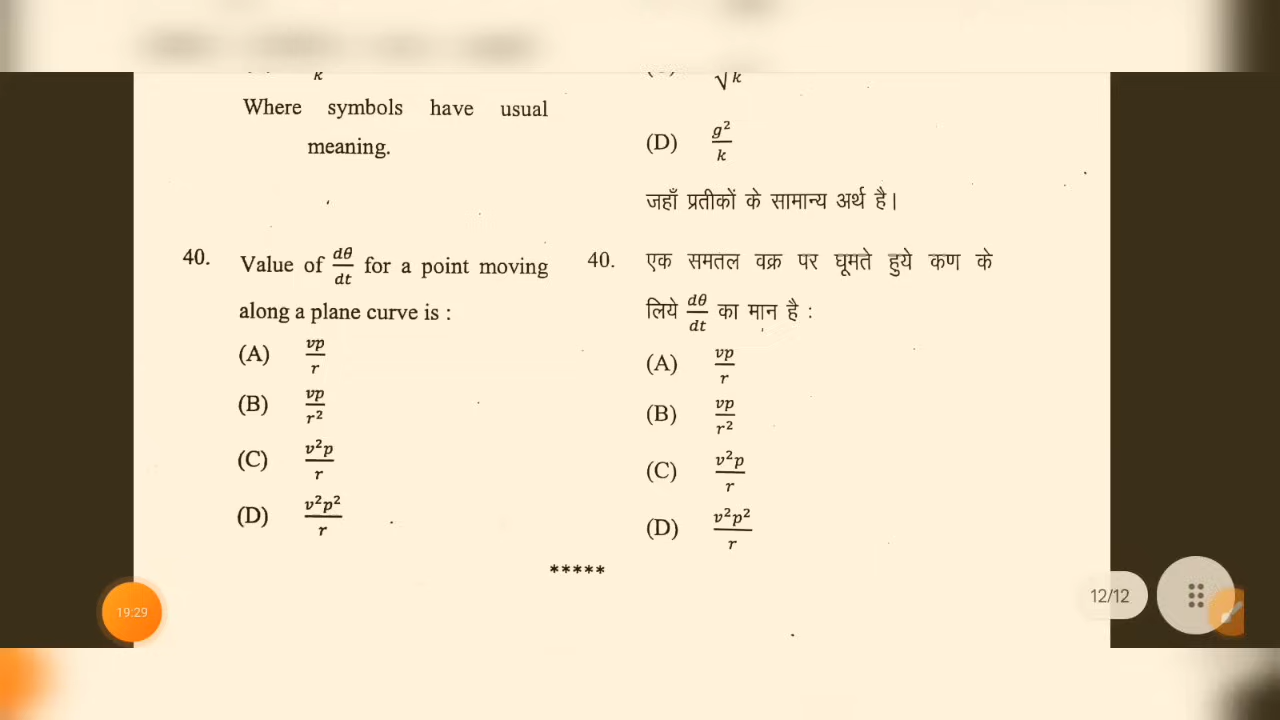 k
Where symbols have usual
meaning.
40. Value of dθ/dt for a point moving
along a plane curve is :
(A) vp/r
(B) vp/r²
(C) v²p/r
(D) v²p²/r
√k
(D) g²/k
जहाँ प्रतीकों के सामान्य अर्थ है।
40. एक समतल वक्र पर घूमते हुये कण के
लिये dθ/dt का मान है :
(A) vp/r
(B) vp/r²
(C) v²p/r
(D) v²p²/r
*****
19:29
12/12